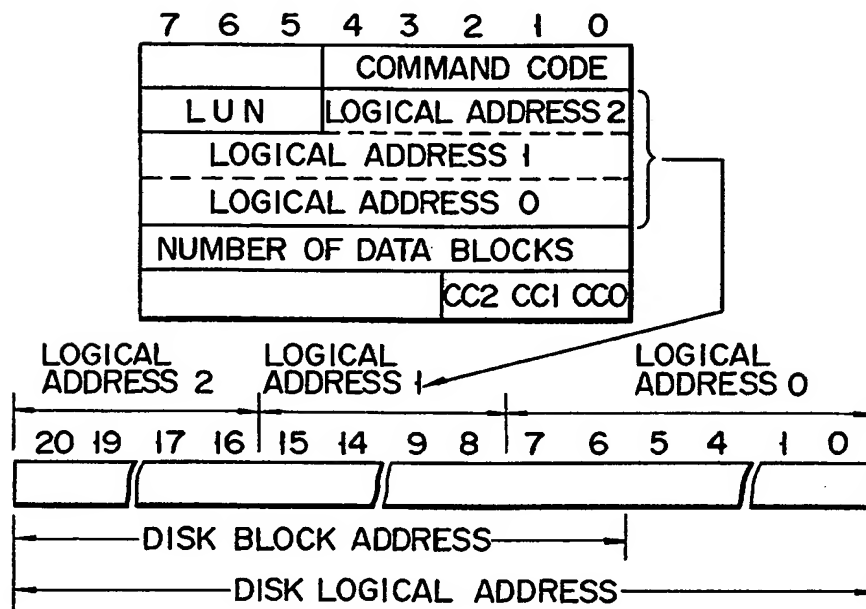 7 6 5 4 3 2 1 0
COMMAND CODE
LUN LOGICAL ADDRESS 2
LOGICAL ADDRESS 1
LOGICAL ADDRESS 0
NUMBER OF DATA BLOCKS
CC2 CC1 CC0
LOGICAL ADDRESS 2
LOGICAL ADDRESS 1
LOGICAL ADDRESS 0
20 19 17 16 15 14 9 8 7 6 5 4 1 0
DISK BLOCK ADDRESS
DISK LOGICAL ADDRESS